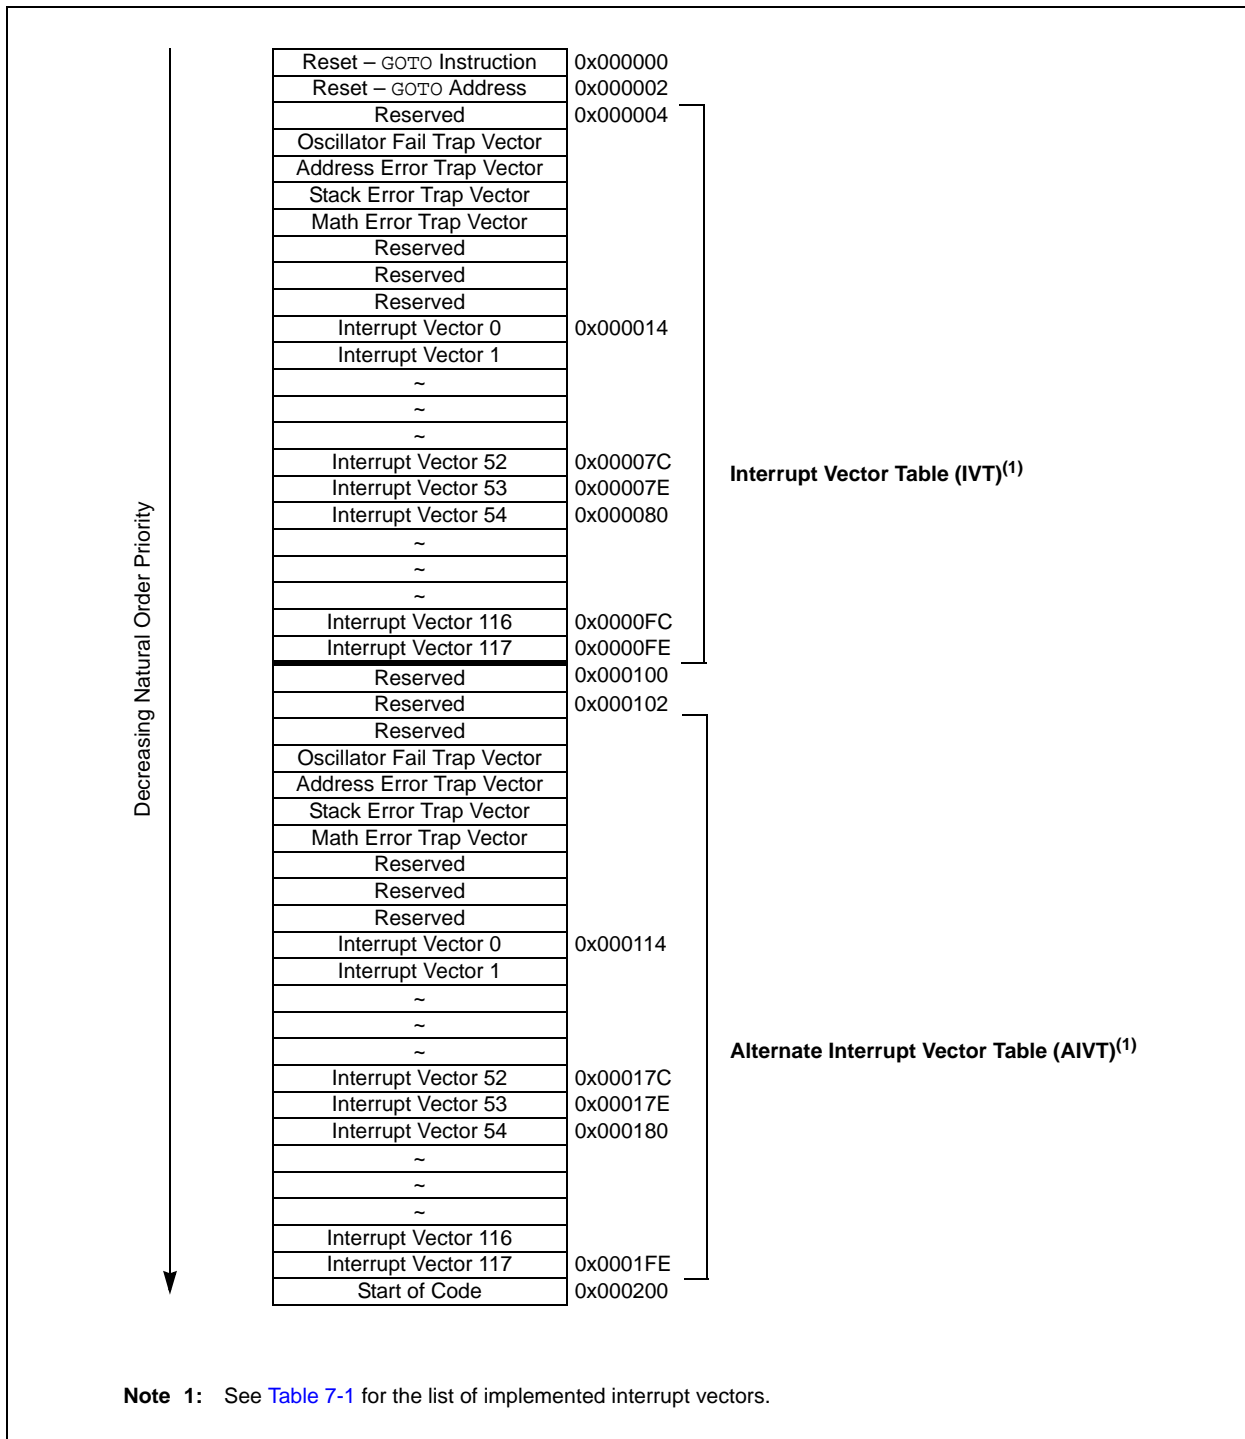 Decreasing Natural Order Priority
Reset – GOTO Instruction 0x000000
Reset – GOTO Address 0x000002
Reserved 0x000004
Oscillator Fail Trap Vector
Address Error Trap Vector
Stack Error Trap Vector
Math Error Trap Vector
Reserved
Reserved
Reserved
Interrupt Vector 0 0x000014
Interrupt Vector 1
~
~
~
Interrupt Vector 52 0x00007C
Interrupt Vector Table (IVT)(1)
Interrupt Vector 53 0x00007E
Interrupt Vector 54 0x000080
~
~
~
Interrupt Vector 116 0x0000FC
Interrupt Vector 117 0x0000FE
Reserved 0x000100
Reserved 0x000102
Reserved
Oscillator Fail Trap Vector
Address Error Trap Vector
Stack Error Trap Vector
Math Error Trap Vector
Reserved
Reserved
Reserved
Interrupt Vector 0 0x000114
Interrupt Vector 1
~
~
~
Alternate Interrupt Vector Table (AIVT)(1)
Interrupt Vector 52 0x00017C
Interrupt Vector 53 0x00017E
Interrupt Vector 54 0x000180
~
~
~
Interrupt Vector 116
Interrupt Vector 117 0x0001FE
Start of Code 0x000200
Note 1: See Table 7-1 for the list of implemented interrupt vectors.